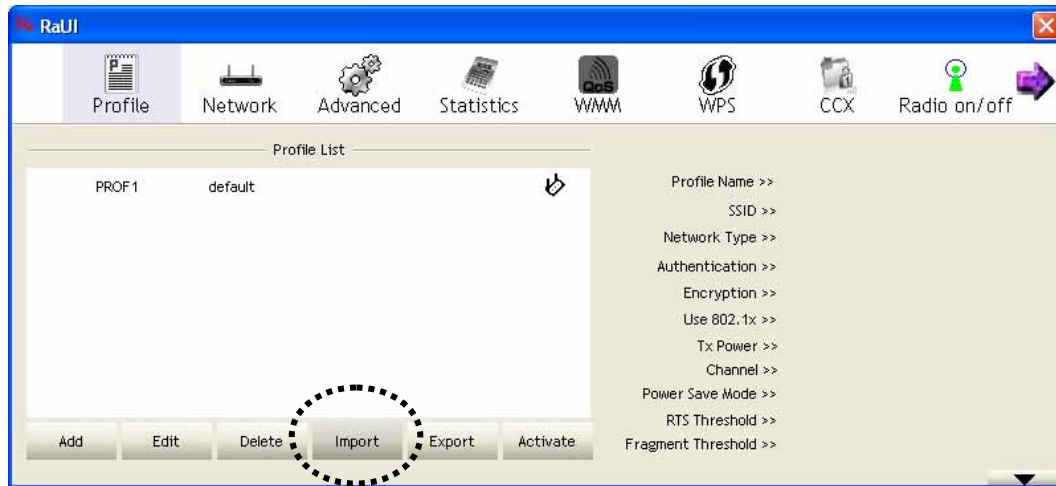 RaUI
Profile Network Advanced Statistics QoS WMM WPS CCX Radio on/off
Profile List
PROF1 default
Profile Name >>
SSID >>
Network Type >>
Authentication >>
Encryption >>
Use 802.1x >>
Tx Power >>
Channel >>
Power Save Mode >>
RTS Threshold >>
Fragment Threshold >>
Add Edit Delete Import Export Activate